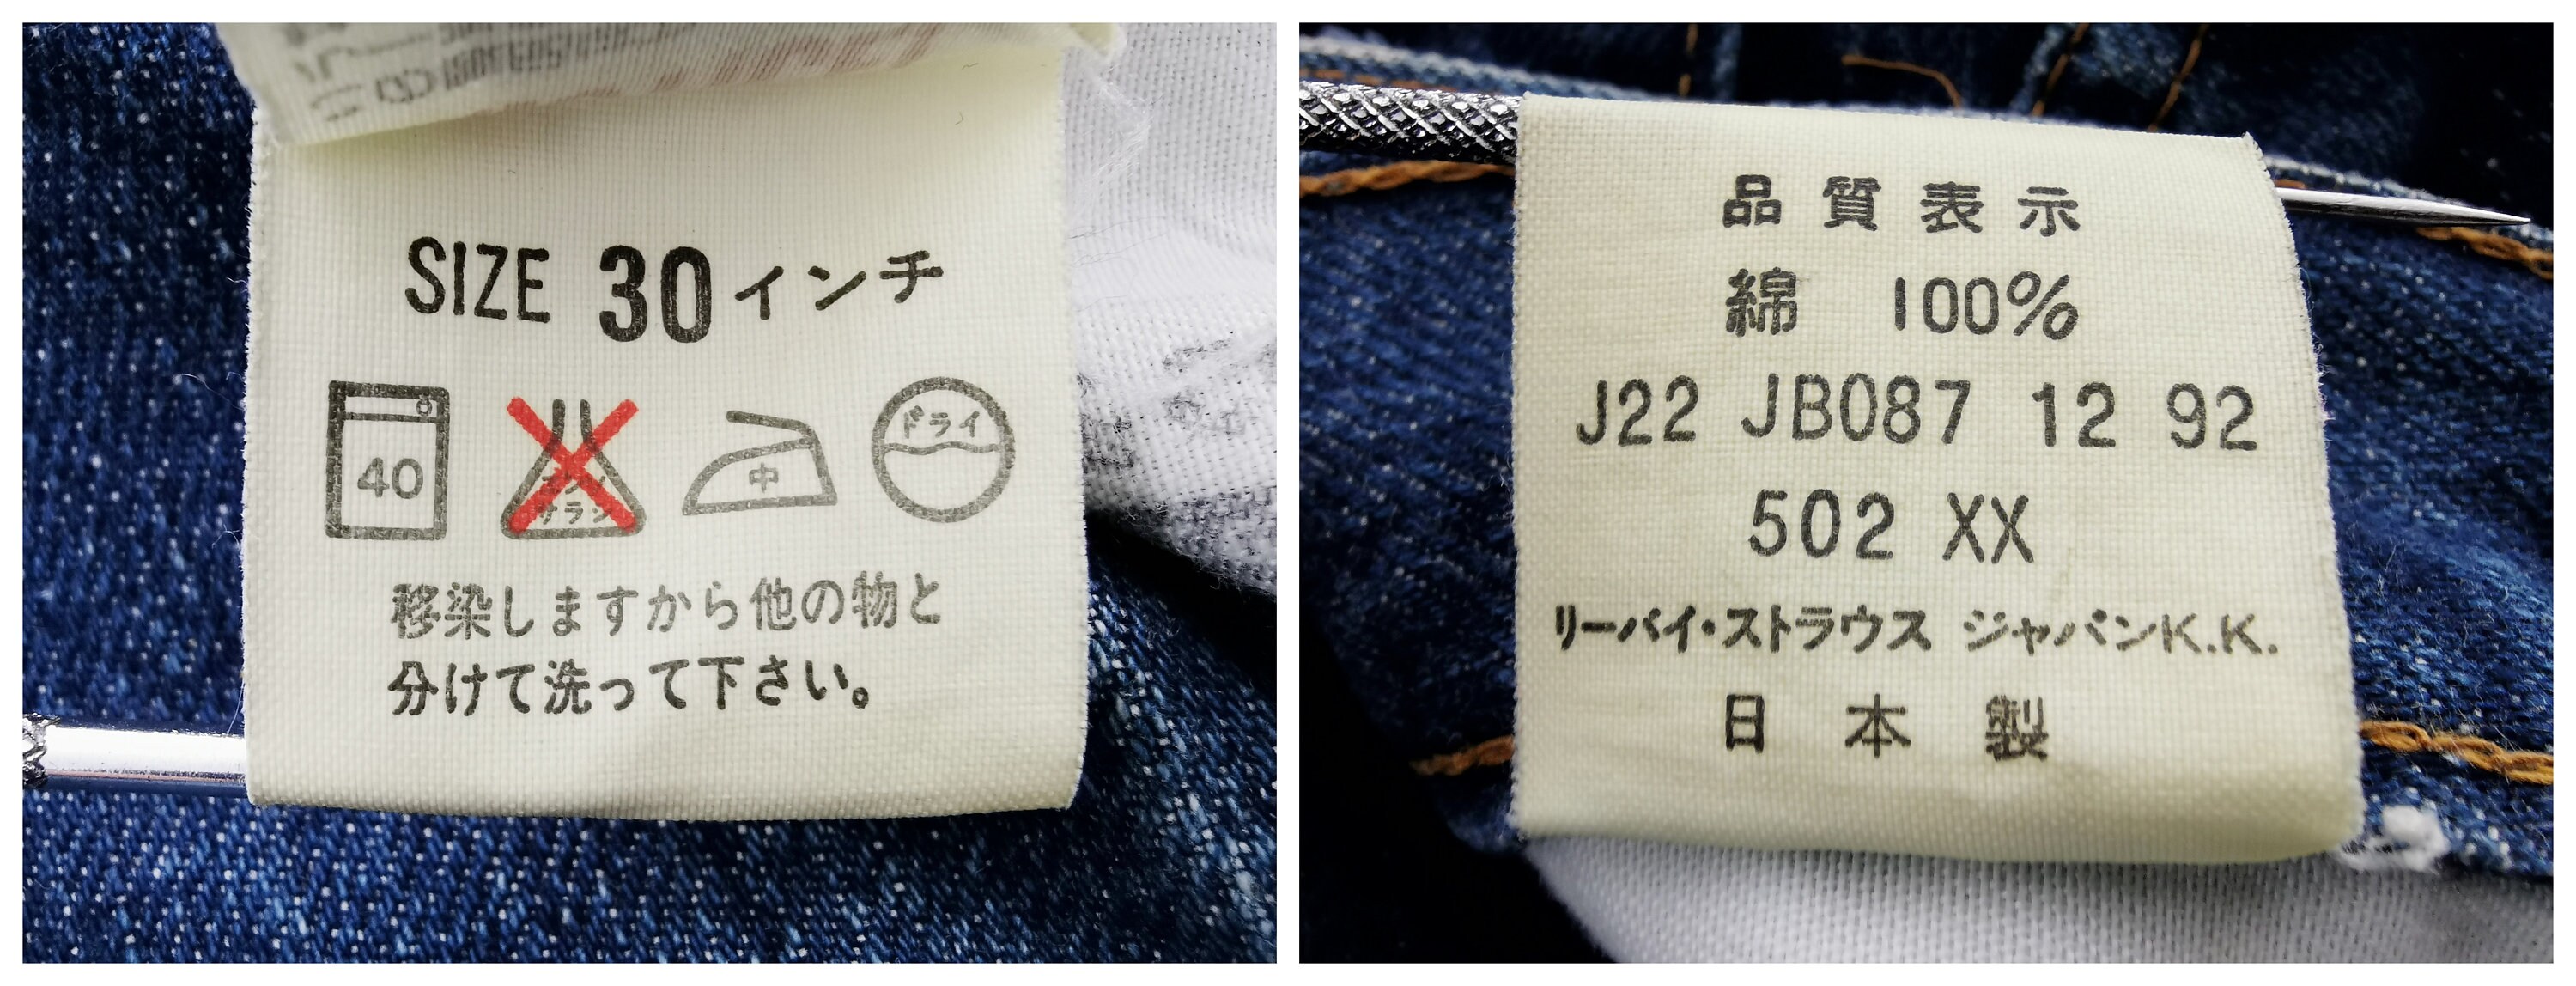 SIZE 30インチ
40
サラシ
中
ドライ
移染しますから他の物と
分けて洗って下さい。
品質表示
綿 100%
J22 JB087 12 92
502 XX
リーバイ・ストラウス ジャパンK.K.
日本製